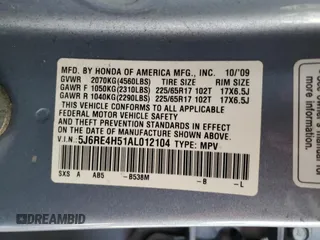 MFD. BY HONDA OF AMERICA MFG., INC. 10/'09
GVWR 2070KG(4560LBS) TIRE SIZE RIM SIZE
GAWR F 1050KG(2310LBS) 225/65R17 102T 17X6.5J
GAWR R 1040KG(2290LBS) 225/65R17 102T 17X6.5J
THIS VEHICLE CONFORMS TO ALL APPLICABLE
FEDERAL MOTOR VEHICLE SAFETY AND
THEFT PREVENTION STANDARDS IN EFFECT ON
THE DATE OF MANUFACTURE SHOWN ABOVE.
V.I.N. 5J6RE4H51AL012104 TYPE: MPV
SXS A AB5 -B538M -B -L
DREAMBID